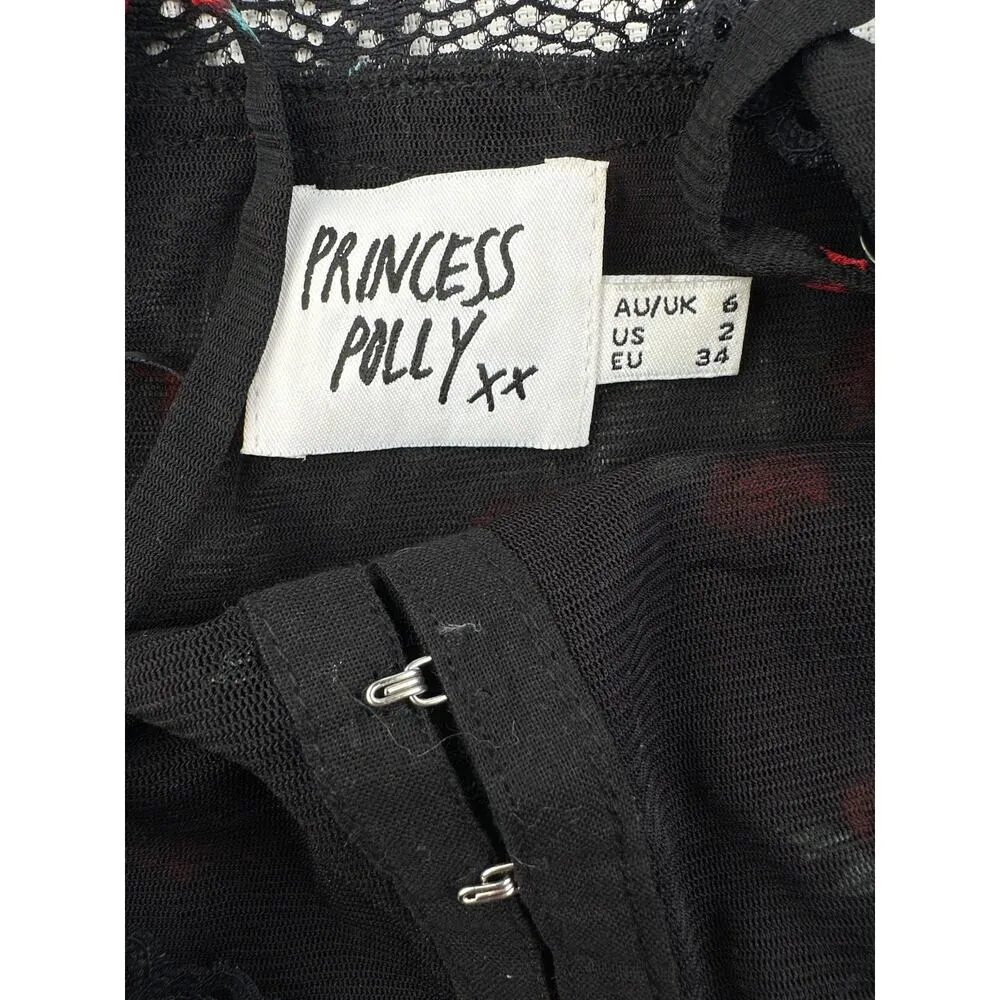 PRINCESS
POLLY xx
AU/UK 6
US 2
EU 34